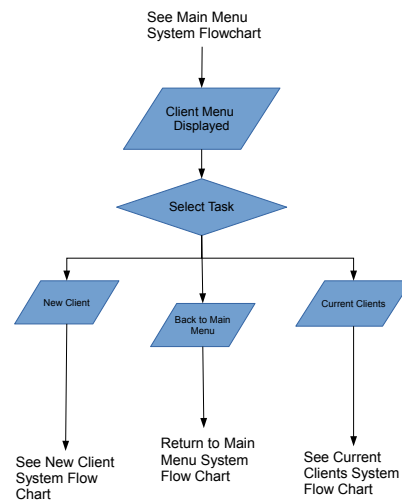 See Main Menu
System Flowchart
Client Menu
Displayed
Select Task
New Client
Back to Main
Menu
Current Clients
See New Client
System Flow
Chart
Return to Main
Menu System
Flow Chart
See Current
Clients System
Flow Chart